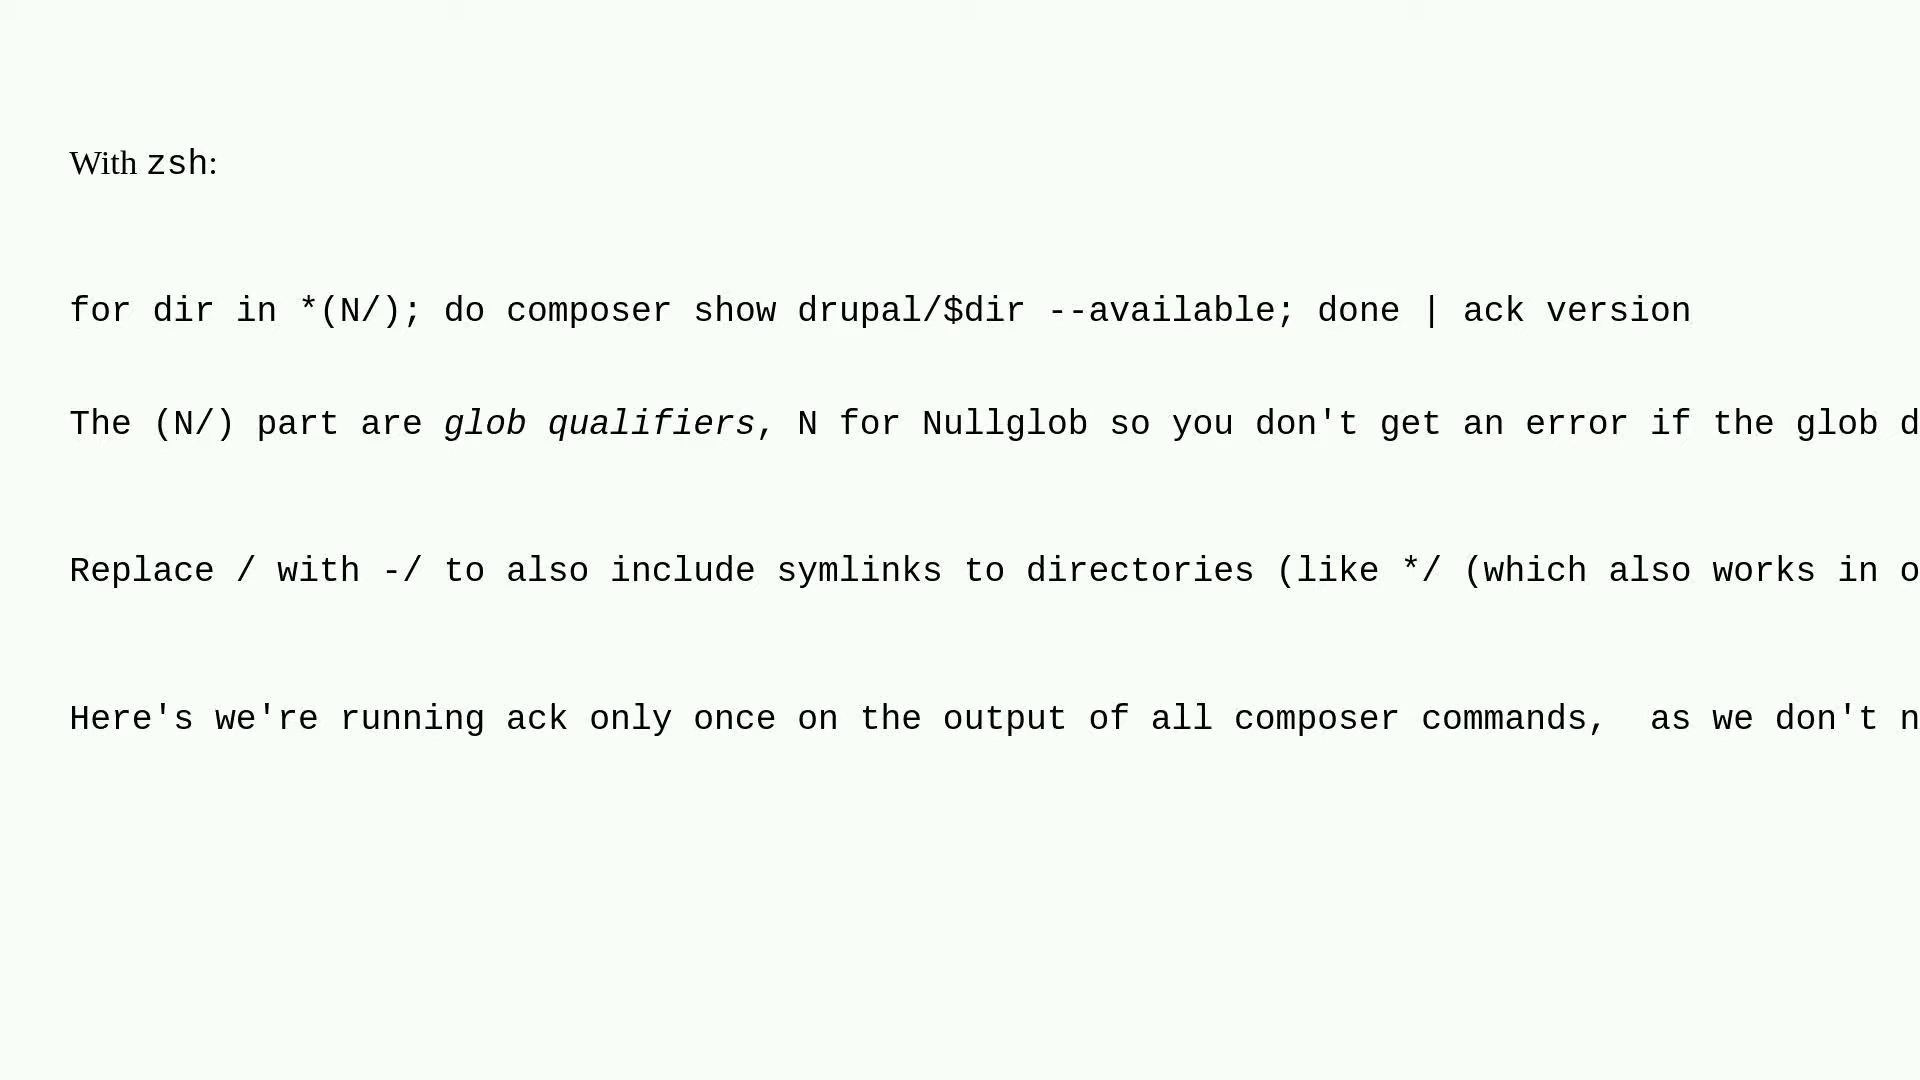 With zsh:
for dir in *(N/); do composer show drupal/$dir --available; done | ack version
The (N/) part are glob qualifiers, N for Nullglob so you don't get an error if the glob d
Replace / with -/ to also include symlinks to directories (like */ (which also works in o
Here's we're running ack only once on the output of all composer commands,  as we don't n